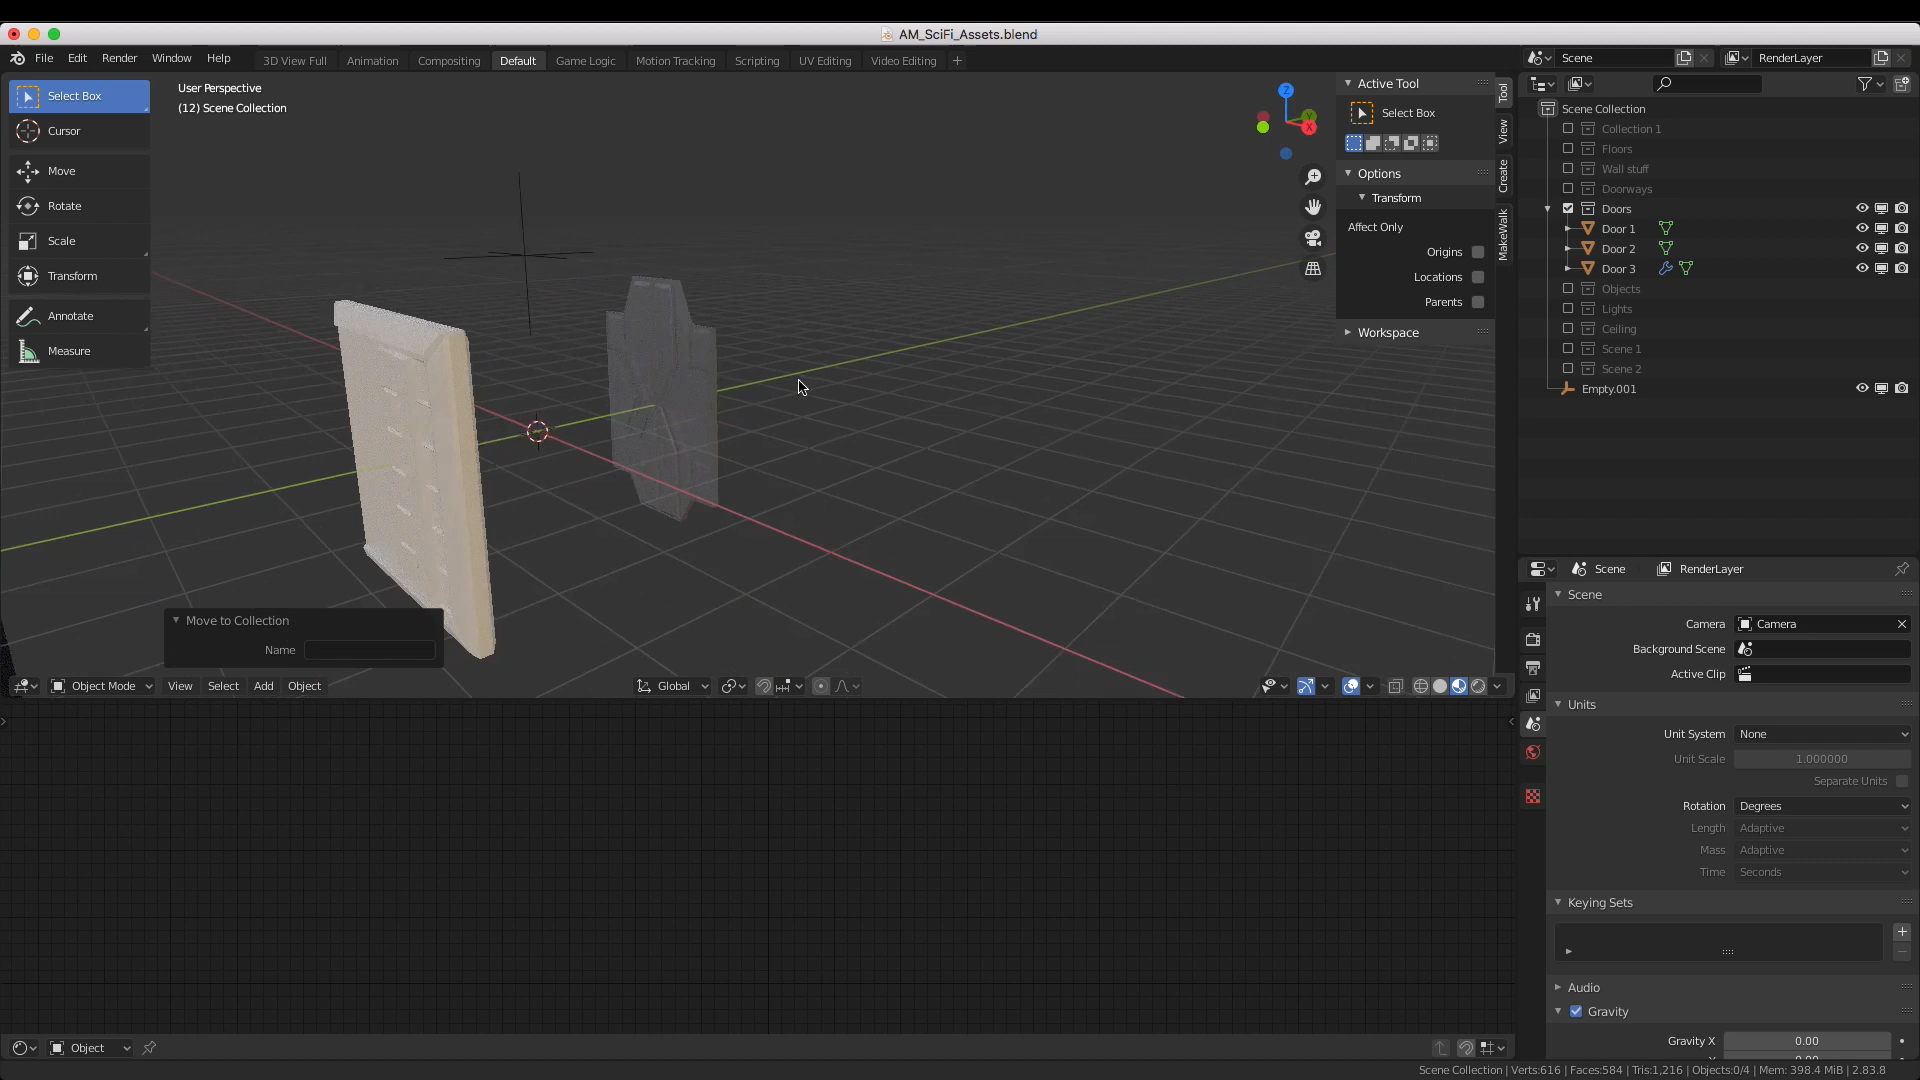 AM_SciFi_Assets.blend
File Edit Render Window Help
3D View Full Animation Compositing Default Game Logic Motion Tracking Scripting UV Editing Video Editing +
Scene
RenderLayer
Select Box
Cursor
Move
Rotate
Scale
Transform
Annotate
Measure
User Perspective
(12) Scene Collection
Z
Y
X
Active Tool
Select Box
Options
Transform
Affect Only
Origins
Locations
Parents
Workspace
Tool
View
Create
MakeWalk
Scene Collection
Collection 1
Floors
Wall stuff
Doorways
Doors
Door 1
Door 2
Door 3
Objects
Lights
Ceiling
Scene 1
Scene 2
Empty.001
Move to Collection
Name
Object Mode View Select Add Object
Global
Scene RenderLayer
Scene
Camera Camera
Background Scene
Active Clip
Units
Unit System None
Unit Scale 1.000000
Separate Units
Rotation Degrees
Length Adaptive
Mass Adaptive
Time Seconds
Keying Sets
Audio
Gravity
Gravity X 0.00
Object
Scene Collection | Verts:616 | Faces:584 | Tris:1,216 | Objects:0/4 | Mem: 398.4 MiB | 2.83.8